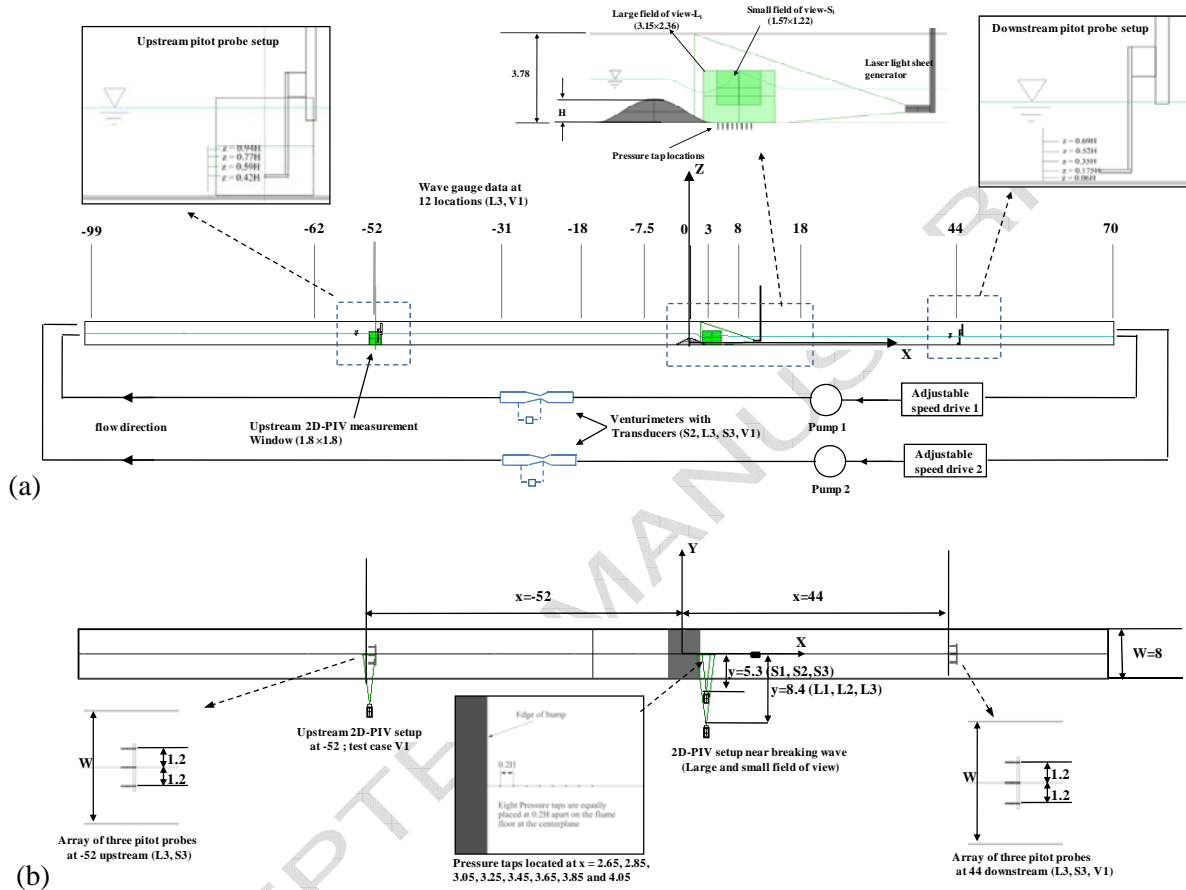 Upstream pitot probe setup
z = 0.94H
z = 0.77H
z = 0.59H
z = 0.42H
Large field of view-Li
(3.15×2.36)
Small field of view-Si
(1.57×1.22)
3.78
H
Laser light sheet
generator
Pressure tap locations
Downstream pitot probe setup
z = 0.69H
z = 0.52H
z = 0.35H
z = 0.175H
z = 0.06H
Wave gauge data at
12 locations (L3, V1)
Z
-99 -62 -52 -31 -18 -7.5 0 3 8 18 44 70
X
flow direction
Upstream 2D-PIV measurement
Window (1.8×1.8)
Venturimeters with
Transducers (S2, L3, S3, V1)
Pump 1
Adjustable
speed drive 1
Pump 2
Adjustable
speed drive 2
(a)
Y
x=-52
x=44
X
W=8
y=5.3 (S1, S2, S3)
y=8.4 (L1, L2, L3)
Upstream 2D-PIV setup
at -52 ; test case V1
W
1.2
1.2
Array of three pitot probes
at -52 upstream (L3, S3)
Edge of bump
0.2H
Eight Pressure taps are equally
placed at 0.2H apart on the flume
floor at the centerplane
Pressure taps located at x = 2.65, 2.85,
3.05, 3.25, 3.45, 3.65, 3.85 and 4.05
2D-PIV setup near breaking wave
(Large and small field of view)
W
1.2
1.2
Array of three pitot probes
at 44 downstream (L3, S3, V1)
(b)